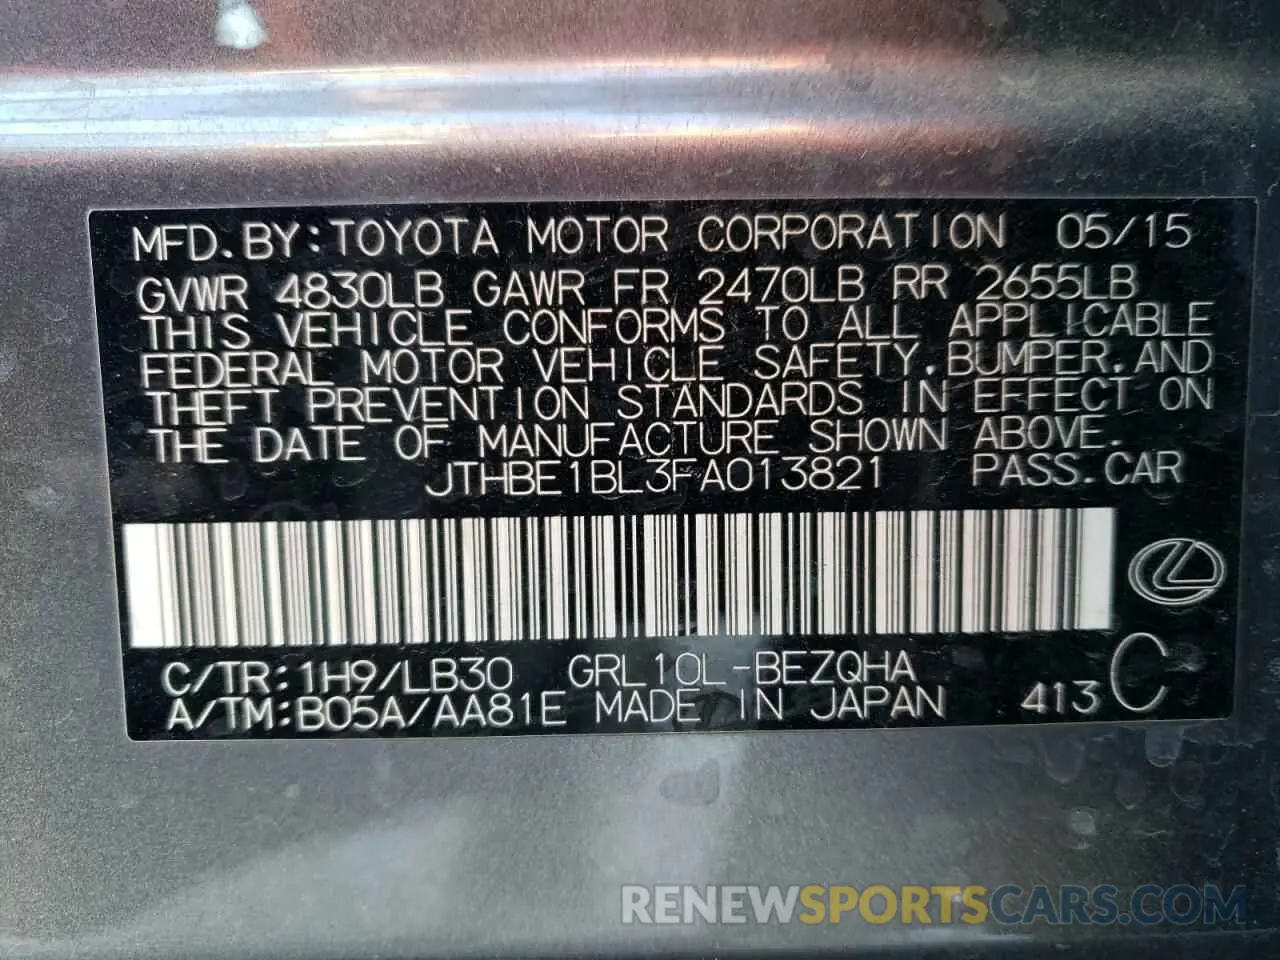 MFD.BY:TOYOTA MOTOR CORPORATION 05/15
GVWR 4830LB GAWR FR 2470LB RR 2655LB
THIS VEHICLE CONFORMS TO ALL APPLICABLE
FEDERAL MOTOR VEHICLE SAFETY.BUMPER.AND
THEFT PREVENTION STANDARDS IN EFFECT ON
THE DATE OF MANUFACTURE SHOWN ABOVE.
JTHBE1BL3FA013821 PASS.CAR
C/TR:1H9/LB30 GRL10L-BEZQHA
A/TM:B05A/AA81E MADE IN JAPAN 413 C
RENEWSPORTSCARS.COM